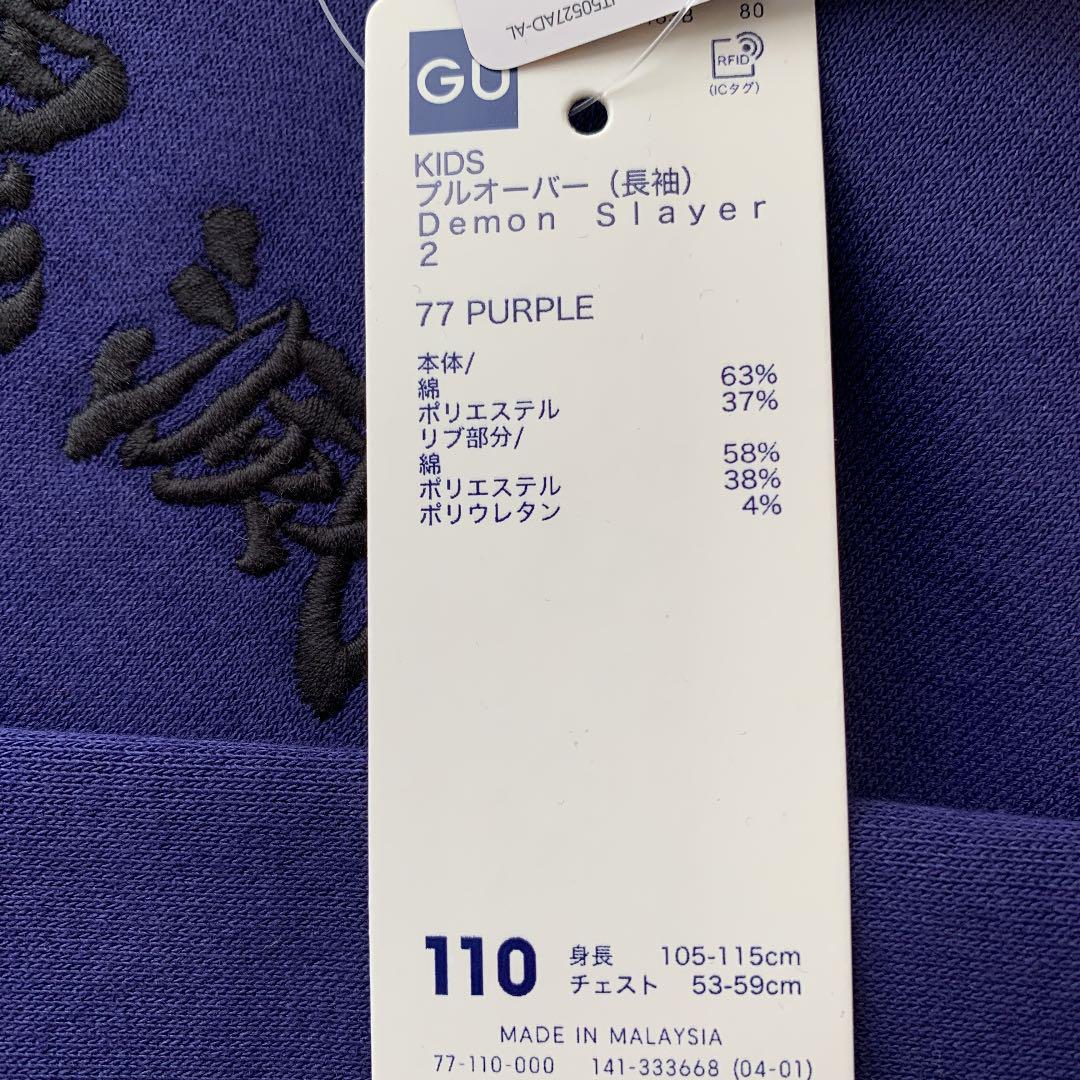 IT50527AD-AL
80
GU
RFID
(ICタグ)
KIDS
プルオーバー（長袖）
Ｄｅｍｏｎ　Ｓｌａｙｅｒ
２
77 PURPLE
本体/
綿 63%
ポリエステル 37%
リブ部分/
綿 58%
ポリエステル 38%
ポリウレタン 4%
110 身長 105-115cm
チェスト 53-59cm
MADE IN MALAYSIA
77-110-000 141-333668 (04-01)